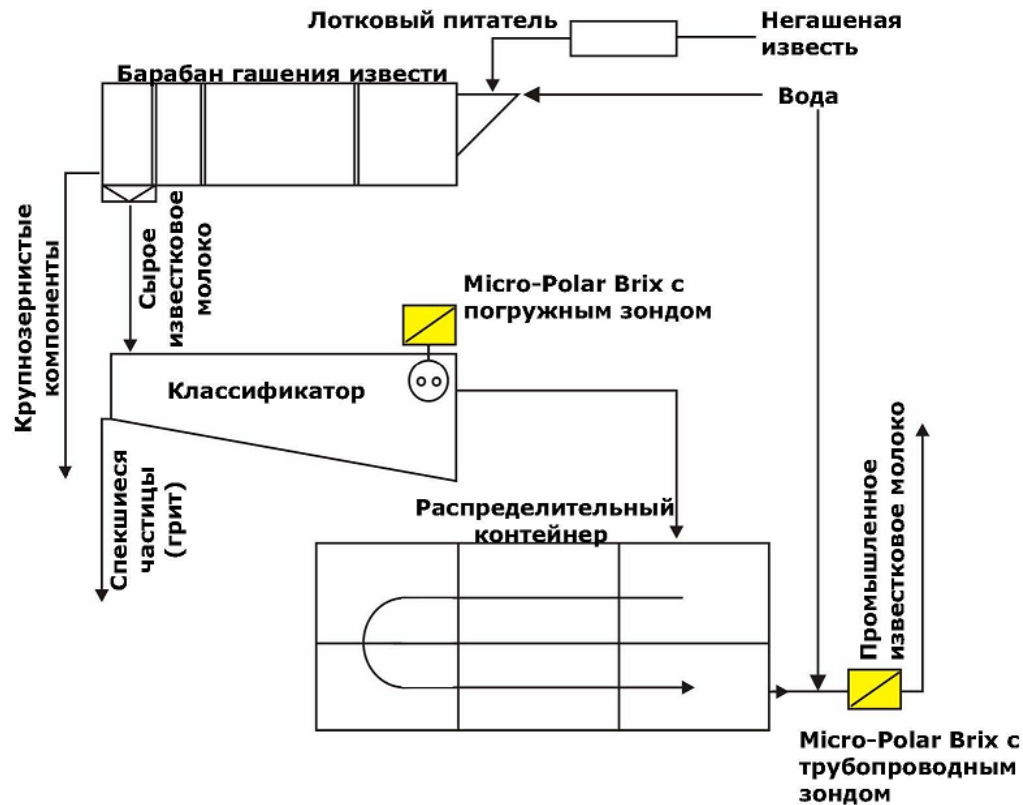 Лотковый питатель
Негашеная
известь
Барабан гашения извести
Вода
Крупнозернистые
компоненты
Сырое
известковое
молоко
Micro-Polar Brix с
погружным зондом
Классификатор
Спекшиеся
частицы
(грит)
Распределительный
контейнер
Промышленное
известковое молоко
Micro-Polar Brix с
трубопроводным
зондом